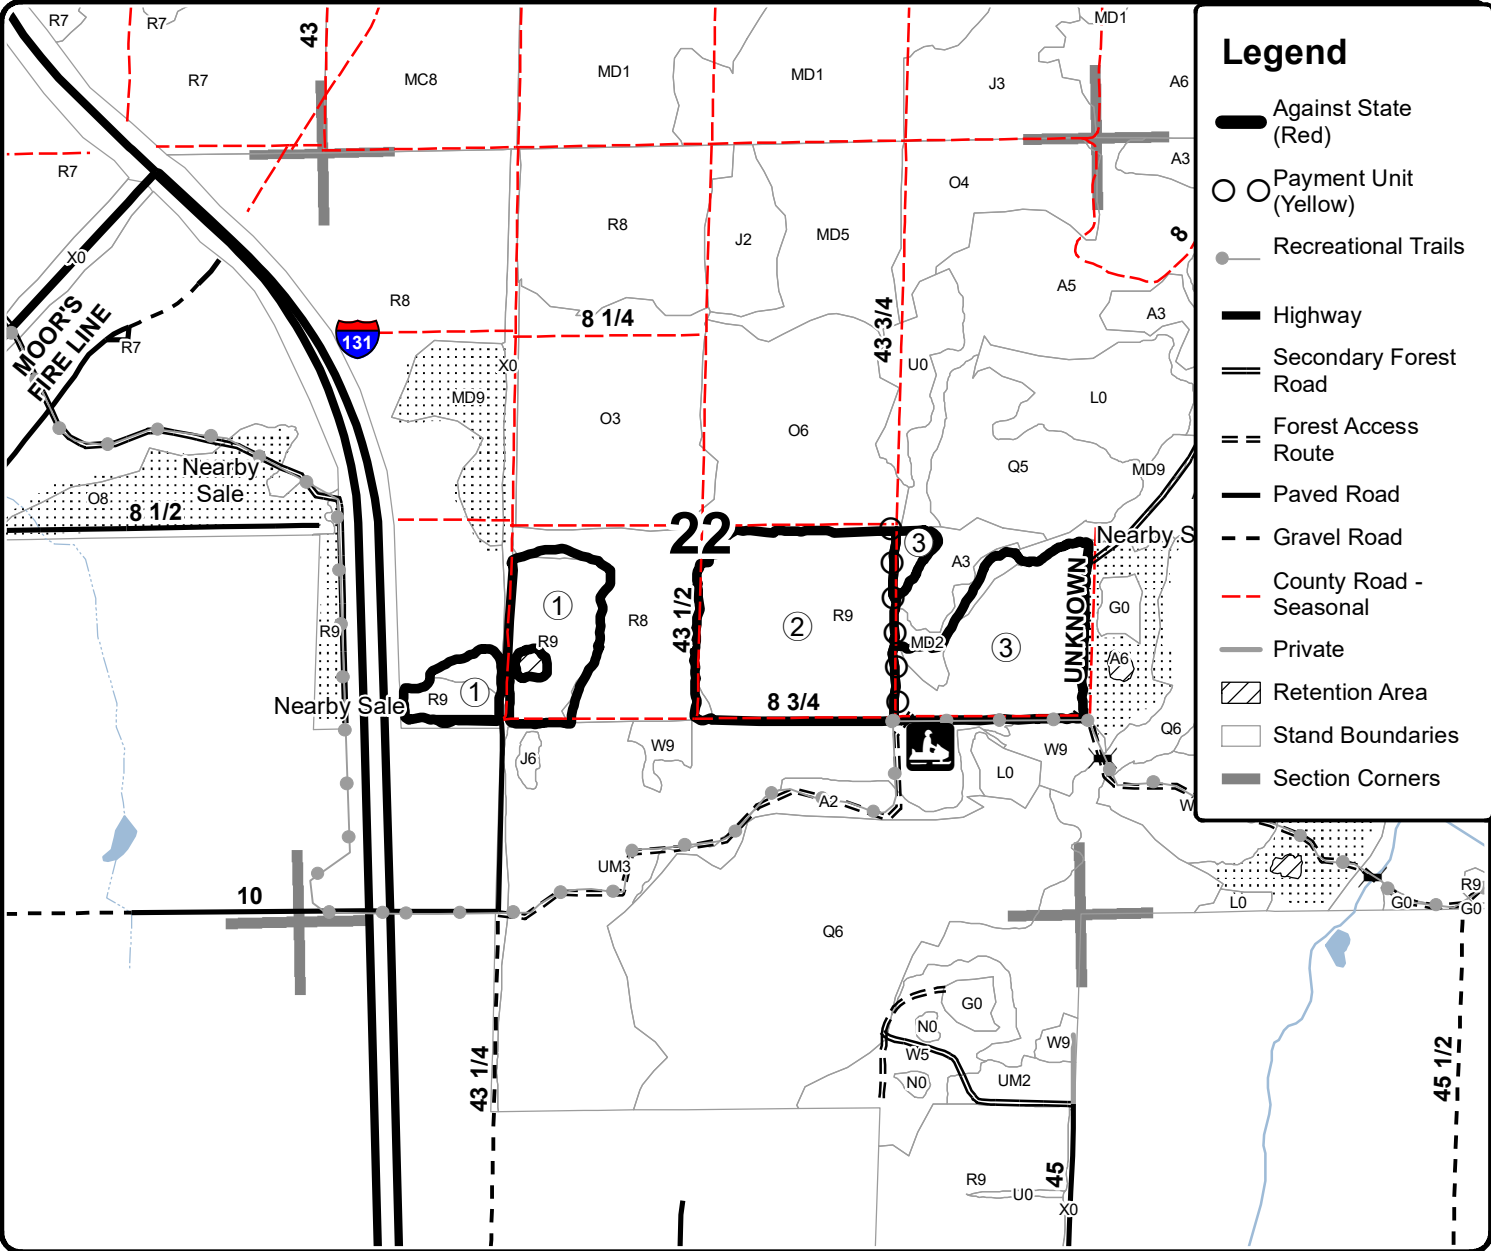 R7
R7
43
MD1
R7
MC8
MD1
MD1
J3
A6
R7
A3
O4
R8
J2
MD5
8
X0
R8
A5
A3
MOOR'S
FIRE LINE
R7
131
8 1/4
43 3/4
X0
U0
MD9
L0
O3
O6
Q5
MD9
Nearby
Sale
O8
8 1/2
22
Nearby S
3
A3
1
R9
43 1/2
R8
2
R9
UNKNOWN
G0
R9
MD2
3
A6
R9
1
Nearby Sale
8 3/4
Q6
J6
W9
W9
L0
A2
W
UM3
10
R9
L0
G0
G0
Q6
G0
N0
W9
W5
N0
UM2
43 1/4
45 1/2
R9
U0
45
X0
Legend
Against State
(Red)
Payment Unit
(Yellow)
Recreational Trails
Highway
Secondary Forest
Road
Forest Access
Route
Paved Road
Gravel Road
County Road -
Seasonal
Private
Retention Area
Stand Boundaries
Section Corners